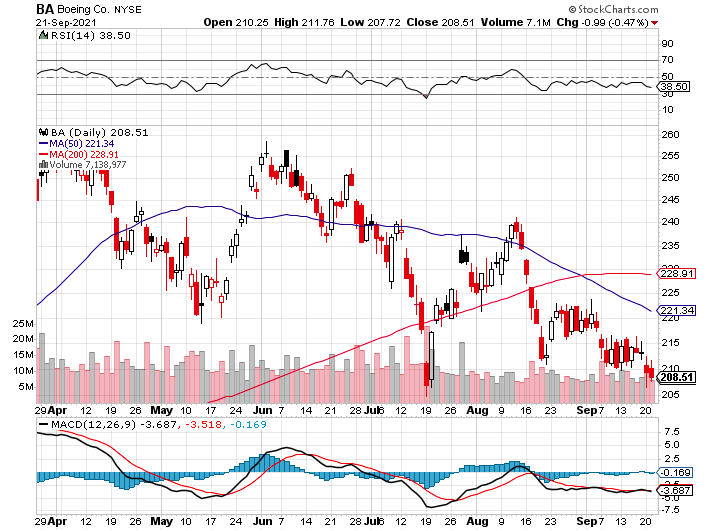 BA Boeing Co. NYSE © StockCharts.com
21-Sep-2021 Open 210.25 High 211.76 Low 207.72 Close 208.51 Volume 7.1M Chg -0.99 (-0.47%)
RSI(14) 38.50
90
70
50
38.50
30
10
BA (Daily) 208.51
MA(50) 221.34
MA(200) 228.91
Volume 7,138,977
260
255
250
245
240
235
228.91
225
221.34
220
215
210
208.51
205
25M
20M
15M
10M
5M
29 Apr 12 19 26 May 10 17 24 Jun 7 14 21 28 Jul 6 12 19 26 Aug 9 16 23 Sep 7 13 20
MACD(12,26,9) -3.687, -3.518, -0.169
7.5
5.0
2.5
-0.169
-2.5
-3.687
-5.0
-7.5
29 Apr 12 19 26 May 10 17 24 Jun 7 14 21 28 Jul 6 12 19 26 Aug 9 16 23 Sep 7 13 20